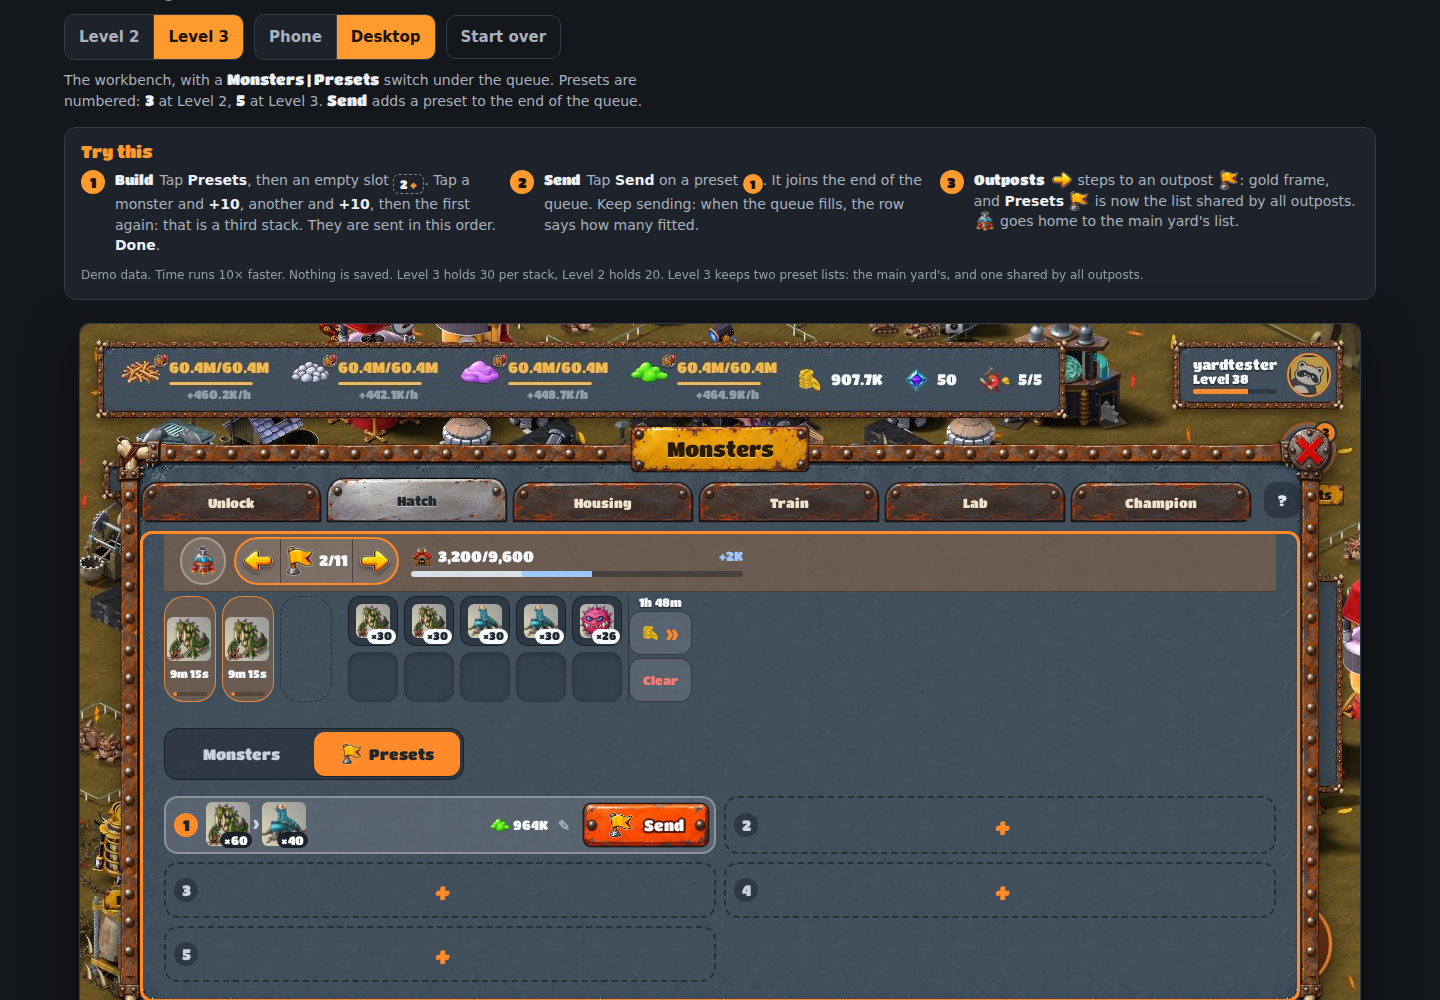 Level 2 Level 3 Phone Desktop Start over
The workbench, with a Monsters|Presets switch under the queue. Presets are
numbered: 3 at Level 2, 5 at Level 3. Send adds a preset to the end of the queue.
Try this
1 Build Tap Presets, then an empty slot 2 +. Tap a
monster and +10, another and +10, then the first
again: that is a third stack. They are sent in this order.
Done.
2 Send Tap Send on a preset 1. It joins the end of the
queue. Keep sending: when the queue fills, the row
says how many fitted.
3 Outposts steps to an outpost : gold frame,
and Presets is now the list shared by all outposts.
goes home to the main yard's list.
Demo data. Time runs 10× faster. Nothing is saved. Level 3 holds 30 per stack, Level 2 holds 20. Level 3 keeps two preset lists: the main yard's, and one shared by all outposts.
60.4M/60.4M 60.4M/60.4M 60.4M/60.4M 60.4M/60.4M 907.7K 50 5/5
+460.2K/h +442.1K/h +448.7K/h +464.9K/h
yardtester
Level 38
Monsters
Unlock Hatch Housing Train Lab Champion ?
2/11 3,200/9,600 +2K
9m 15s 9m 15s
×30 ×30 ×30 ×30 ×26
1h 48m
Clear
Monsters Presets
1 ×60 › ×40 964K Send
2 +
3 +
4 +
5 +